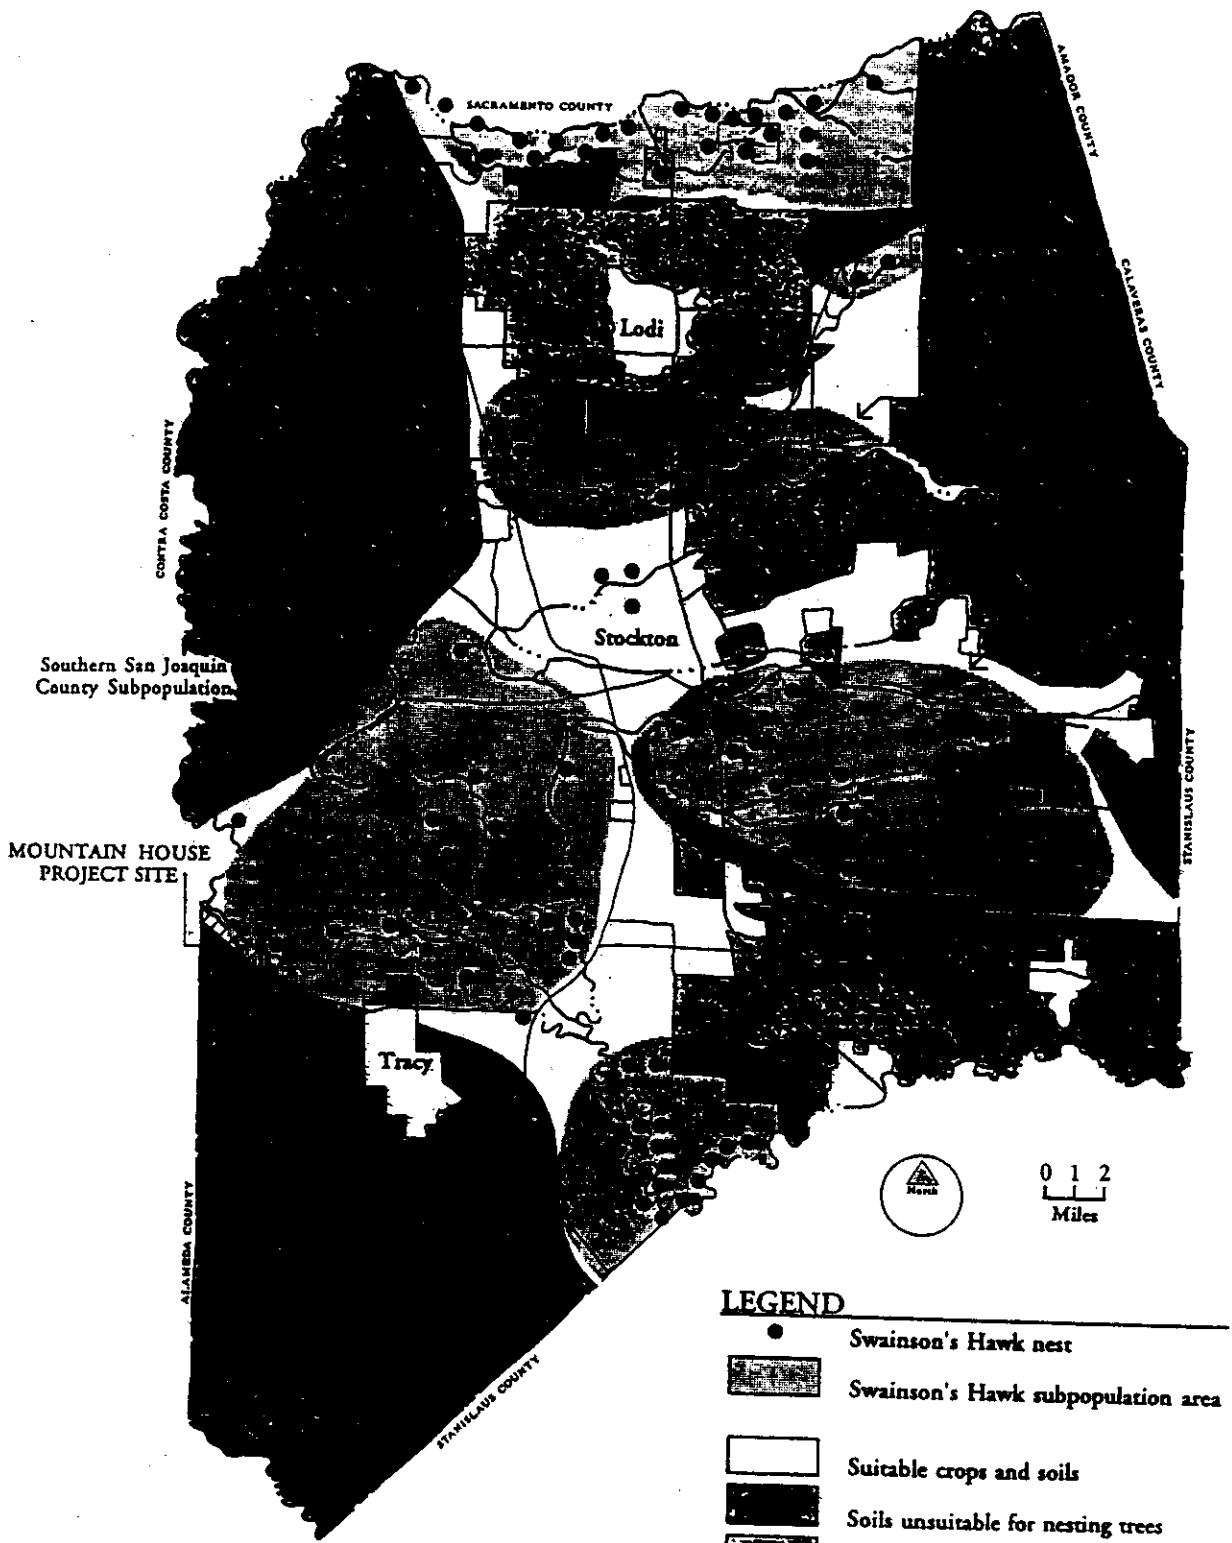 AMADOR COUNTY
SACRAMENTO COUNTY
CALAVERAS COUNTY
Lodi
CONTRA COSTA COUNTY
Stockton
Southern San Joaquin
County Subpopulation
STANISLAUS COUNTY
MOUNTAIN HOUSE
PROJECT SITE
Tracy
ALAMEDA COUNTY
STANISLAUS COUNTY
North
0 1 2
Miles
LEGEND
Swainson's Hawk nest
Swainson's Hawk subpopulation area
Suitable crops and soils
Soils unsuitable for nesting trees